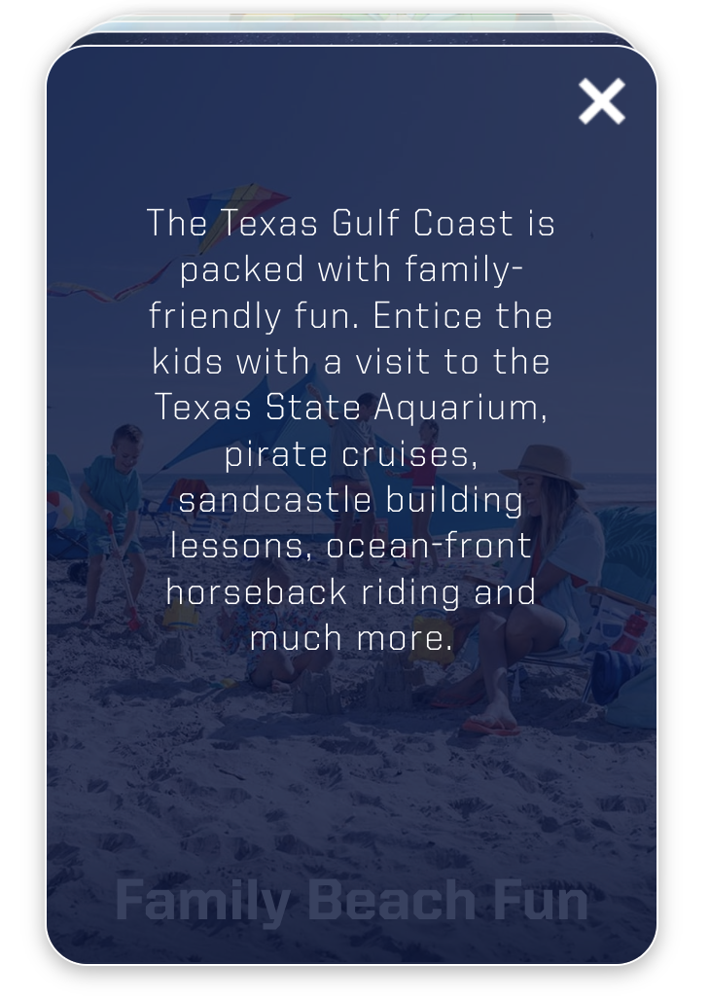 The Texas Gulf Coast is
packed with family-
friendly fun. Entice the
kids with a visit to the
Texas State Aquarium,
pirate cruises,
sandcastle building
lessons, ocean-front
horseback riding and
much more.
Family Beach Fun